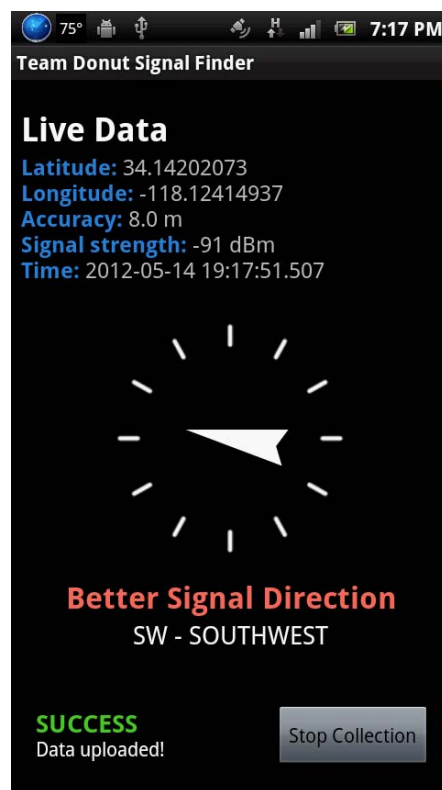 75° H 7:17 PM
Team Donut Signal Finder
Live Data
Latitude: 34.14202073
Longitude: -118.12414937
Accuracy: 8.0 m
Signal strength: -91 dBm
Time: 2012-05-14 19:17:51.507
Better Signal Direction
SW - SOUTHWEST
SUCCESS
Data uploaded!
Stop Collection